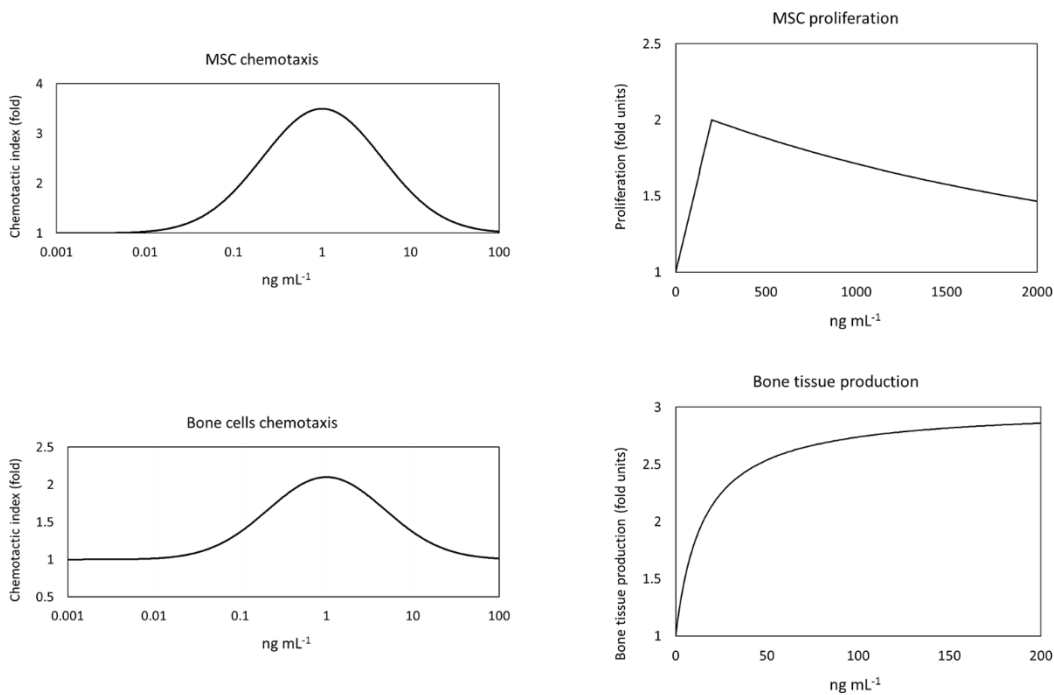 MSC chemotaxis
Chemotactic index (fold)
4
3
2
1
0.001 0.01 0.1 1 10 100
ng mL⁻¹
MSC proliferation
Proliferation (fold units)
2.5
2
1.5
1
0 500 1000 1500 2000
ng mL⁻¹
Bone cells chemotaxis
Chemotactic index (fold)
2.5
2
1.5
1
0.5
0.001 0.01 0.1 1 10 100
ng mL⁻¹
Bone tissue production
Bone tissue production (fold units)
3
2.5
2
1.5
1
0 50 100 150 200
ng mL⁻¹